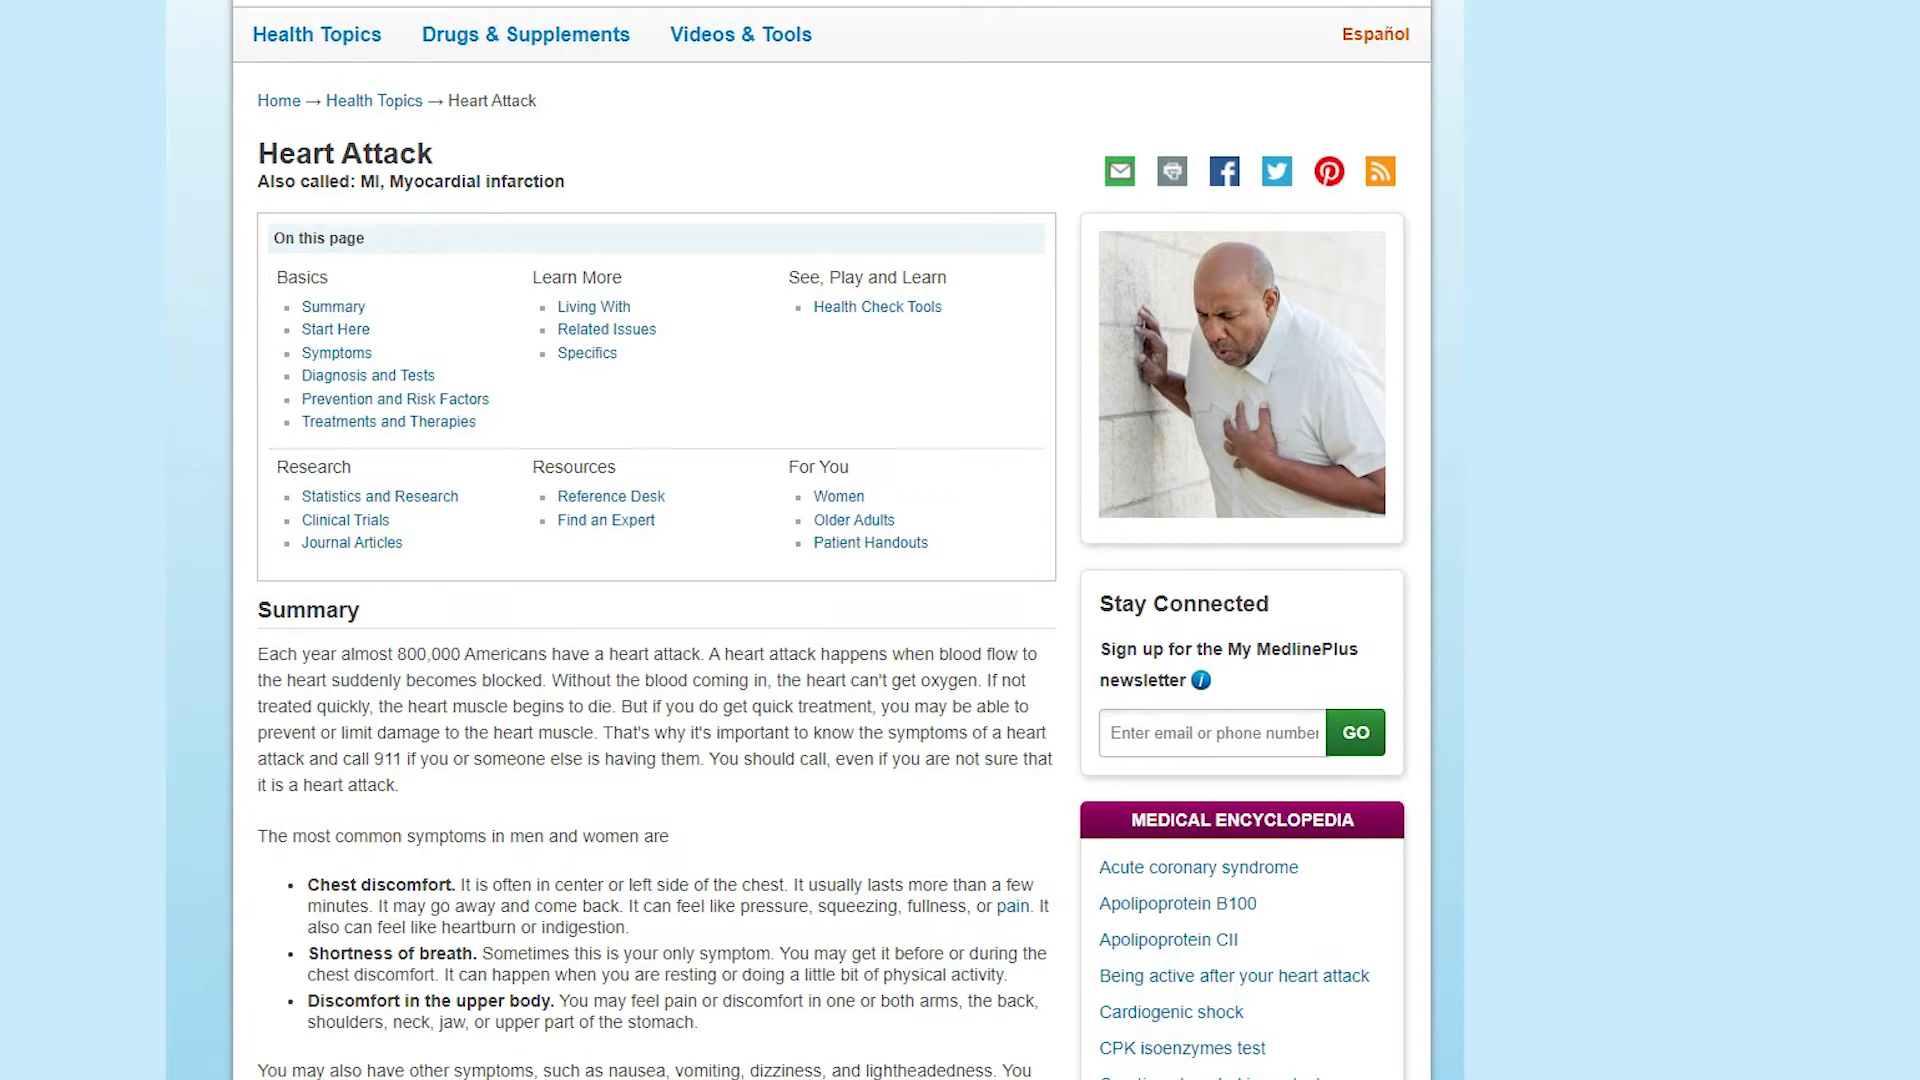 Health Topics Drugs & Supplements Videos & Tools Español
Home → Health Topics → Heart Attack
Heart Attack
Also called: MI, Myocardial infarction
On this page
Basics
Summary
Start Here
Symptoms
Diagnosis and Tests
Prevention and Risk Factors
Treatments and Therapies
Learn More
Living With
Related Issues
Specifics
See, Play and Learn
Health Check Tools
Research
Statistics and Research
Clinical Trials
Journal Articles
Resources
Reference Desk
Find an Expert
For You
Women
Older Adults
Patient Handouts
Summary
Each year almost 800,000 Americans have a heart attack. A heart attack happens when blood flow to
the heart suddenly becomes blocked. Without the blood coming in, the heart can't get oxygen. If not
treated quickly, the heart muscle begins to die. But if you do get quick treatment, you may be able to
prevent or limit damage to the heart muscle. That's why it's important to know the symptoms of a heart
attack and call 911 if you or someone else is having them. You should call, even if you are not sure that
it is a heart attack.
The most common symptoms in men and women are
• Chest discomfort. It is often in center or left side of the chest. It usually lasts more than a few
minutes. It may go away and come back. It can feel like pressure, squeezing, fullness, or pain. It
also can feel like heartburn or indigestion.
• Shortness of breath. Sometimes this is your only symptom. You may get it before or during the
chest discomfort. It can happen when you are resting or doing a little bit of physical activity.
• Discomfort in the upper body. You may feel pain or discomfort in one or both arms, the back,
shoulders, neck, jaw, or upper part of the stomach.
You may also have other symptoms, such as nausea, vomiting, dizziness, and lightheadedness. You
Stay Connected
Sign up for the My MedlinePlus
newsletter i
Enter email or phone number GO
MEDICAL ENCYCLOPEDIA
Acute coronary syndrome
Apolipoprotein B100
Apolipoprotein CII
Being active after your heart attack
Cardiogenic shock
CPK isoenzymes test